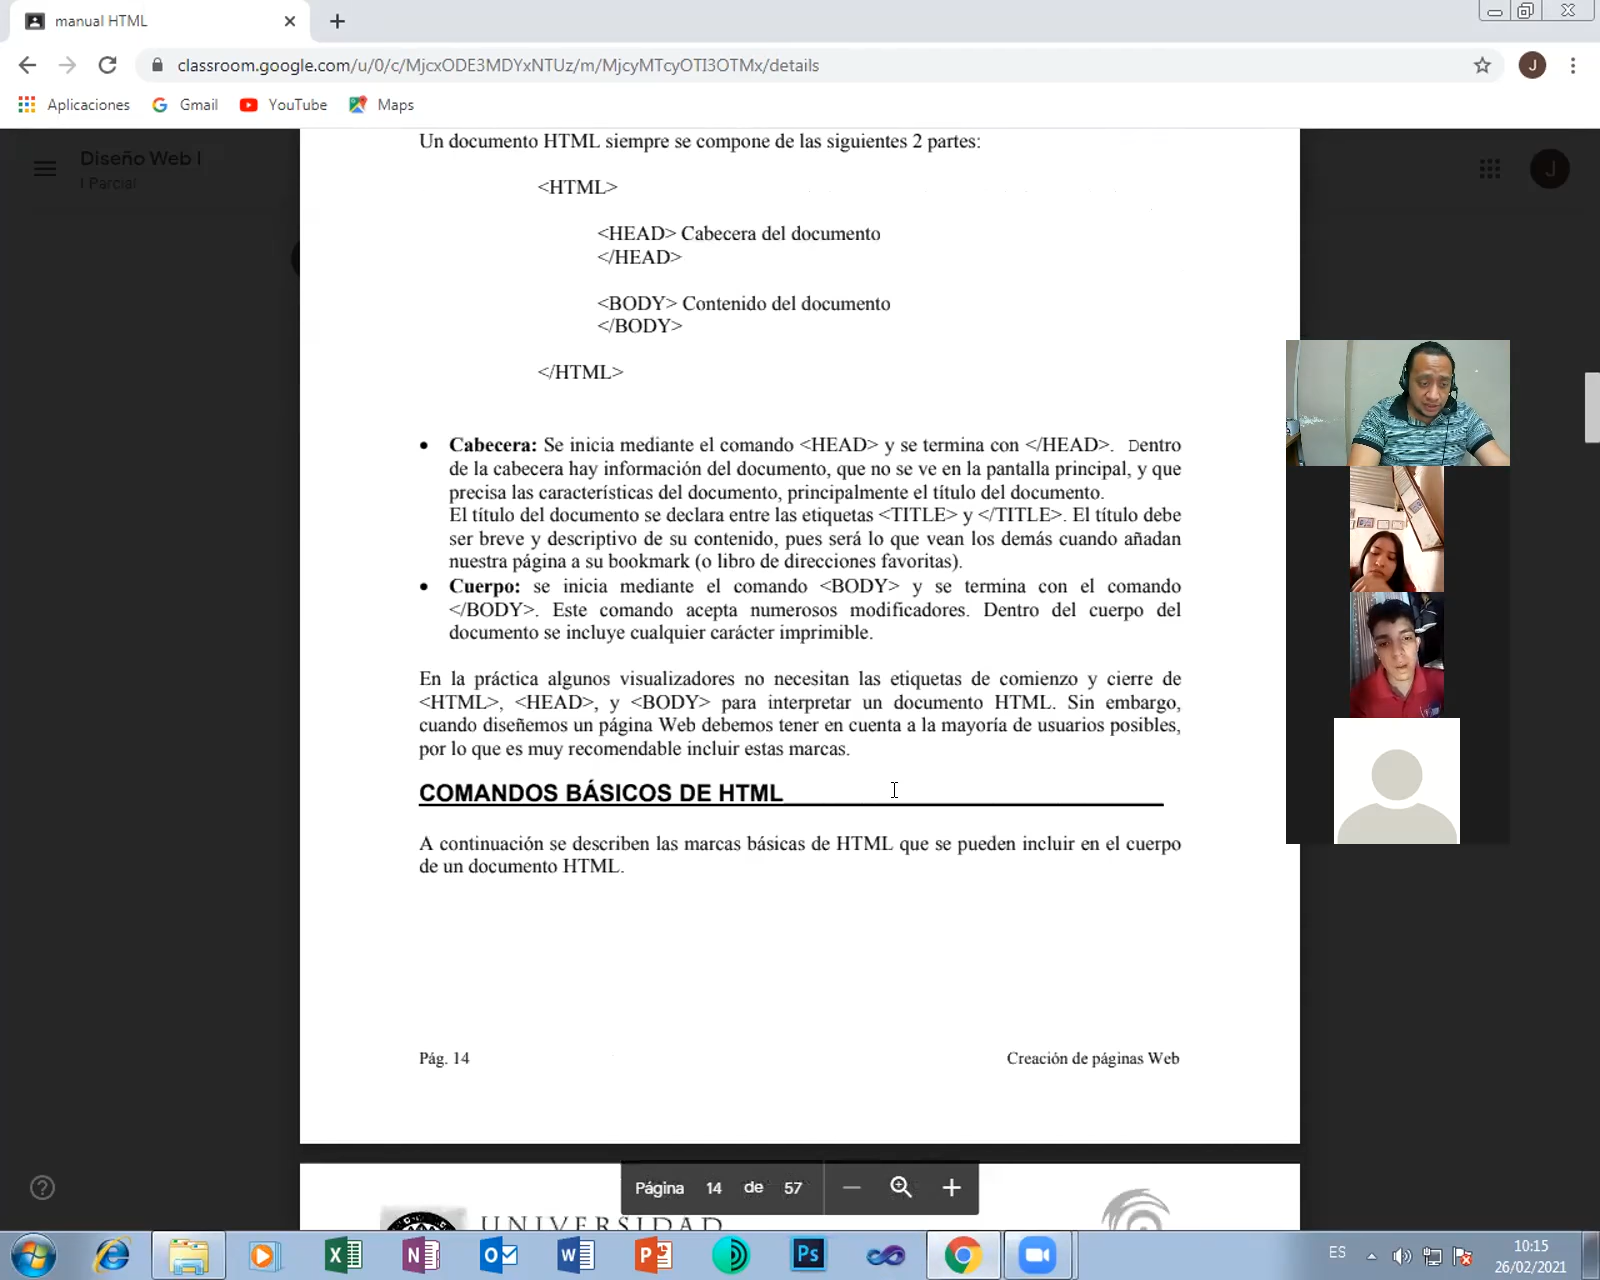 manual HTML
classroom.google.com/u/0/c/MjcxODE3MDYxNTUz/m/MjcyMTcyOTI3OTMx/details
J
Aplicaciones
Gmail
YouTube
Maps
Diseño Web I
I Parcial
J
Un documento HTML siempre se compone de las siguientes 2 partes:
<HTML>
<HEAD> Cabecera del documento
</HEAD>
<BODY> Contenido del documento
</BODY>
</HTML>
• Cabecera: Se inicia mediante el comando <HEAD> y se termina con </HEAD>. Dentro
de la cabecera hay información del documento, que no se ve en la pantalla principal, y que
precisa las características del documento, principalmente el título del documento.
El título del documento se declara entre las etiquetas <TITLE> y </TITLE>. El título debe
ser breve y descriptivo de su contenido, pues será lo que vean los demás cuando añadan
nuestra página a su bookmark (o libro de direcciones favoritas).
• Cuerpo: se inicia mediante el comando <BODY> y se termina con el comando
</BODY>. Este comando acepta numerosos modificadores. Dentro del cuerpo del
documento se incluye cualquier carácter imprimible.
En la práctica algunos visualizadores no necesitan las etiquetas de comienzo y cierre de
<HTML>, <HEAD>, y <BODY> para interpretar un documento HTML. Sin embargo,
cuando diseñemos un página Web debemos tener en cuenta a la mayoría de usuarios posibles,
por lo que es muy recomendable incluir estas marcas.
COMANDOS BÁSICOS DE HTML
A continuación se describen las marcas básicas de HTML que se pueden incluir en el cuerpo
de un documento HTML.
Pág. 14
Creación de páginas Web
Página 14 de 57
UNIVERSIDAD
ES
10:15
26/02/2021